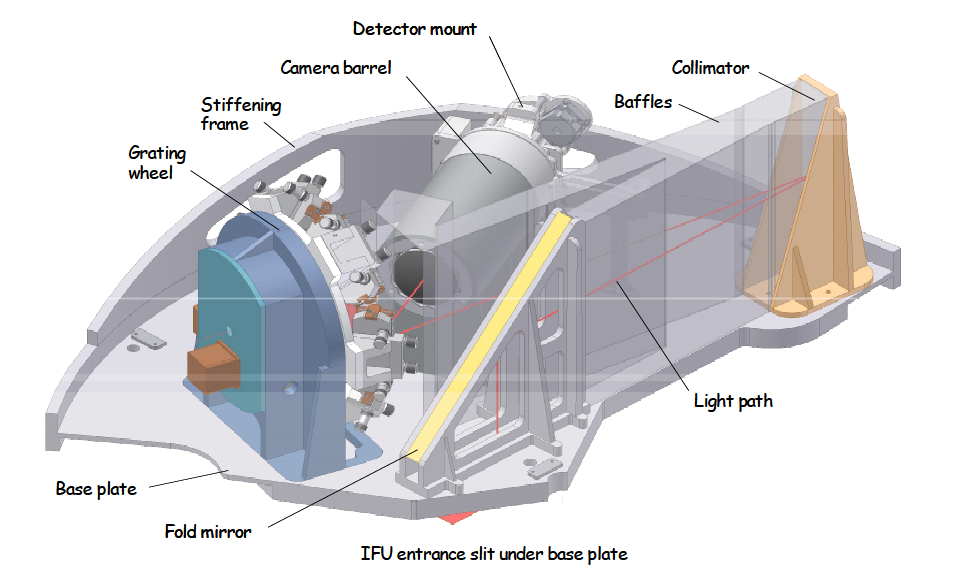 Detector mount
Camera barrel
Collimator
Baffles
Stiffening
frame
Grating
wheel
Light path
Base plate
Fold mirror
IFU entrance slit under base plate